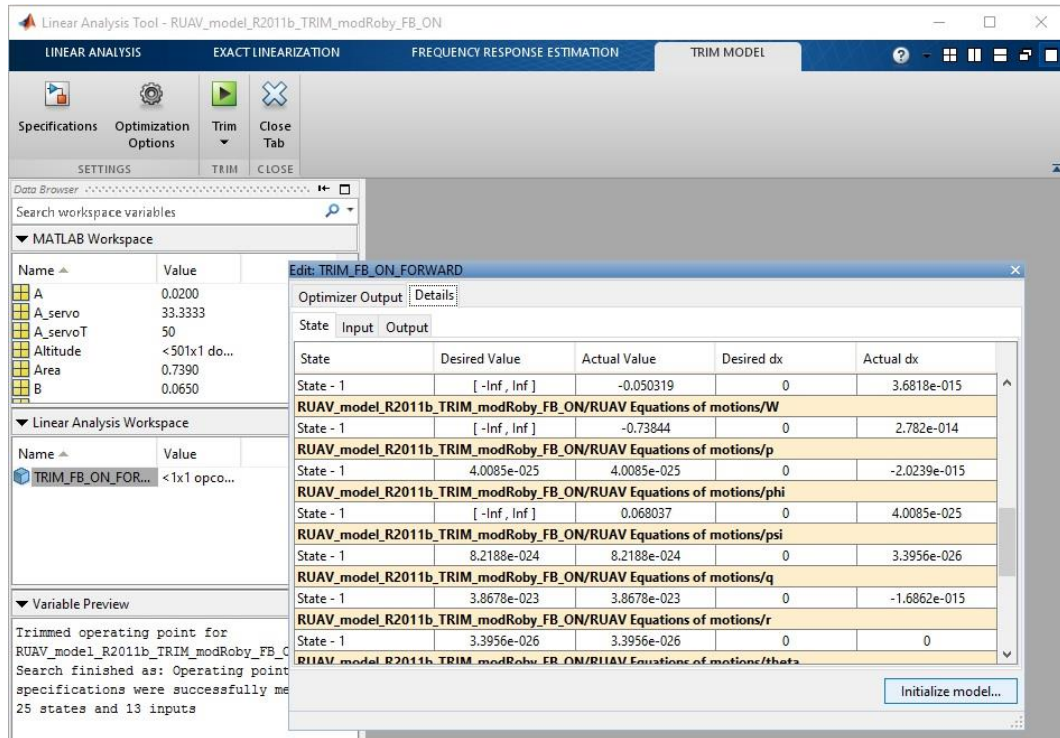 Linear Analysis Tool - RUAV_model_R2011b_TRIM_modRoby_FB_ON
LINEAR ANALYSIS EXACT LINEARIZATION FREQUENCY RESPONSE ESTIMATION TRIM MODEL
Specifications Optimization Options Trim Close Tab
SETTINGS TRIM CLOSE
Data Browser
Search workspace variables
MATLAB Workspace
Name Value
A 0.0200
A_servo 33.3333
A_servoT 50
Altitude <501x1 do...
Area 0.7390
B 0.0650
Linear Analysis Workspace
Name Value
TRIM_FB_ON_FOR... <1x1 opco...
Variable Preview
Trimmed operating point for
RUAV_model_R2011b_TRIM_modRoby_FB_O
Search finished as: Operating point
specifications were successfully me
25 states and 13 inputs
Edit: TRIM_FB_ON_FORWARD
Optimizer Output Details
State Input Output
State Desired Value Actual Value Desired dx Actual dx
State - 1 [ -Inf , Inf ] -0.050319 0 3.6818e-015
RUAV_model_R2011b_TRIM_modRoby_FB_ON/RUAV Equations of motions/W
State - 1 [ -Inf , Inf ] -0.73844 0 2.782e-014
RUAV_model_R2011b_TRIM_modRoby_FB_ON/RUAV Equations of motions/p
State - 1 4.0085e-025 4.0085e-025 0 -2.0239e-015
RUAV_model_R2011b_TRIM_modRoby_FB_ON/RUAV Equations of motions/phi
State - 1 [ -Inf , Inf ] 0.068037 0 4.0085e-025
RUAV_model_R2011b_TRIM_modRoby_FB_ON/RUAV Equations of motions/psi
State - 1 8.2188e-024 8.2188e-024 0 3.3956e-026
RUAV_model_R2011b_TRIM_modRoby_FB_ON/RUAV Equations of motions/q
State - 1 3.8678e-023 3.8678e-023 0 -1.6862e-015
RUAV_model_R2011b_TRIM_modRoby_FB_ON/RUAV Equations of motions/r
State - 1 3.3956e-026 3.3956e-026 0 0
RUAV_model_R2011b_TRIM_modRoby_FB_ON/RUAV Equations of motions/theta
Initialize model...